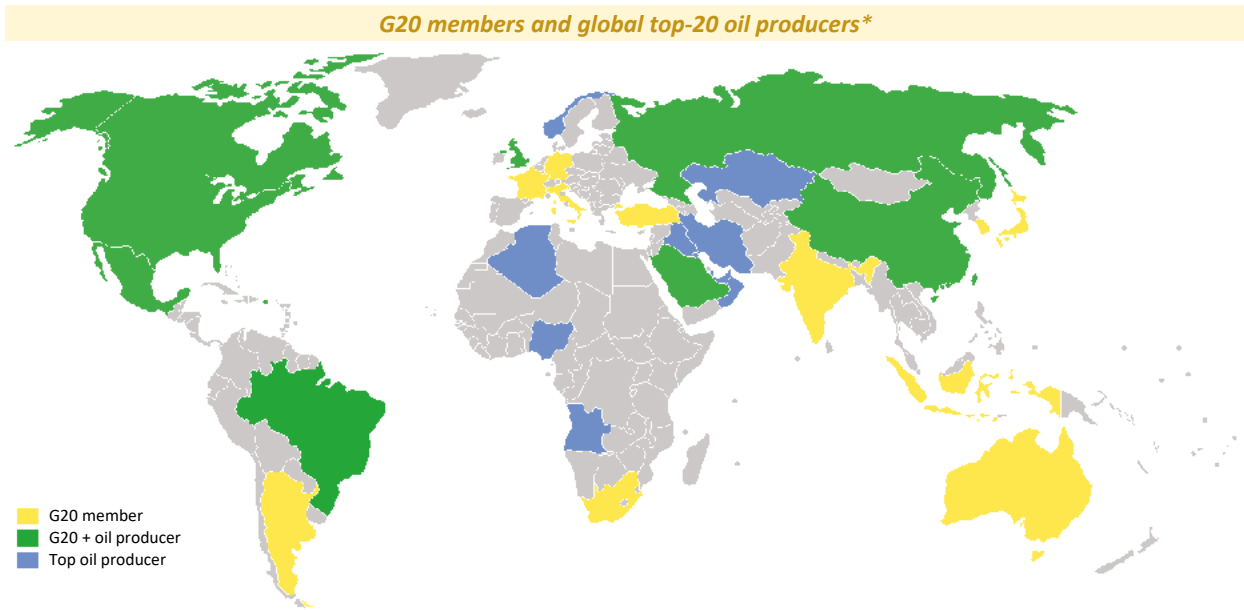 G20 members and global top-20 oil producers*
G20 member
G20 + oil producer
Top oil producer